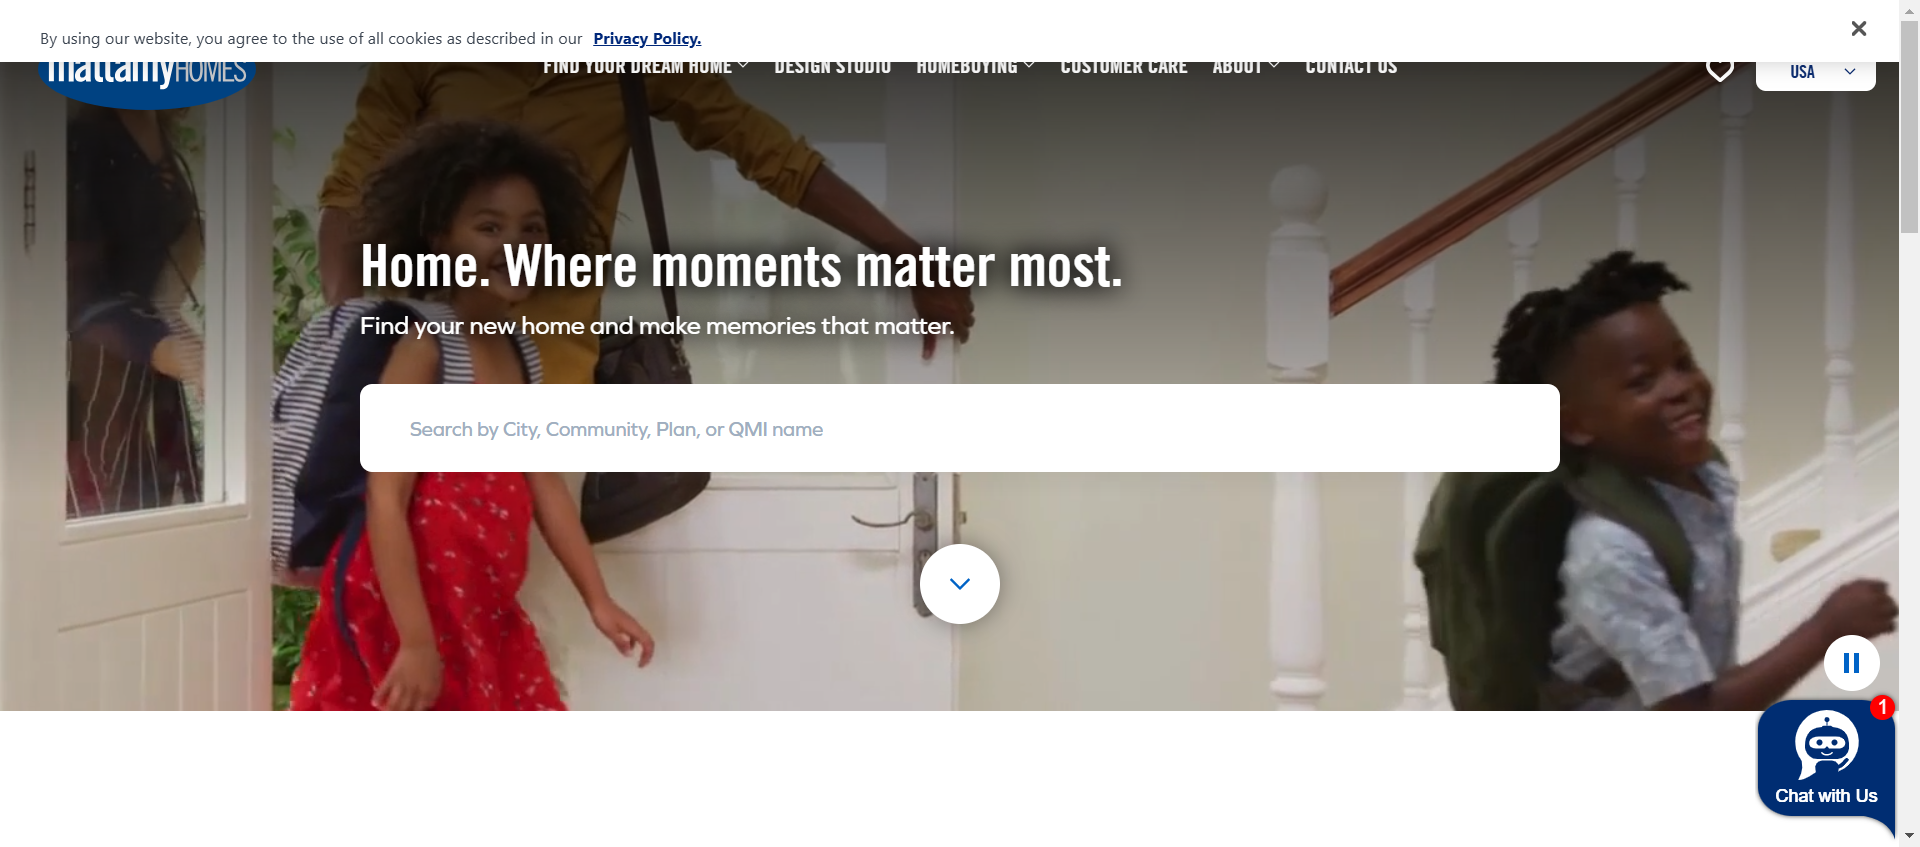 By using our website, you agree to the use of all cookies as described in our Privacy Policy.
mattamyHOMES
FIND YOUR DREAM HOME
DESIGN STUDIO
HOMEBUYING
CUSTOMER CARE
ABOUT
CONTACT US
USA
Home. Where moments matter most.
Find your new home and make memories that matter.
Search by City, Community, Plan, or QMI name
1
Chat with Us